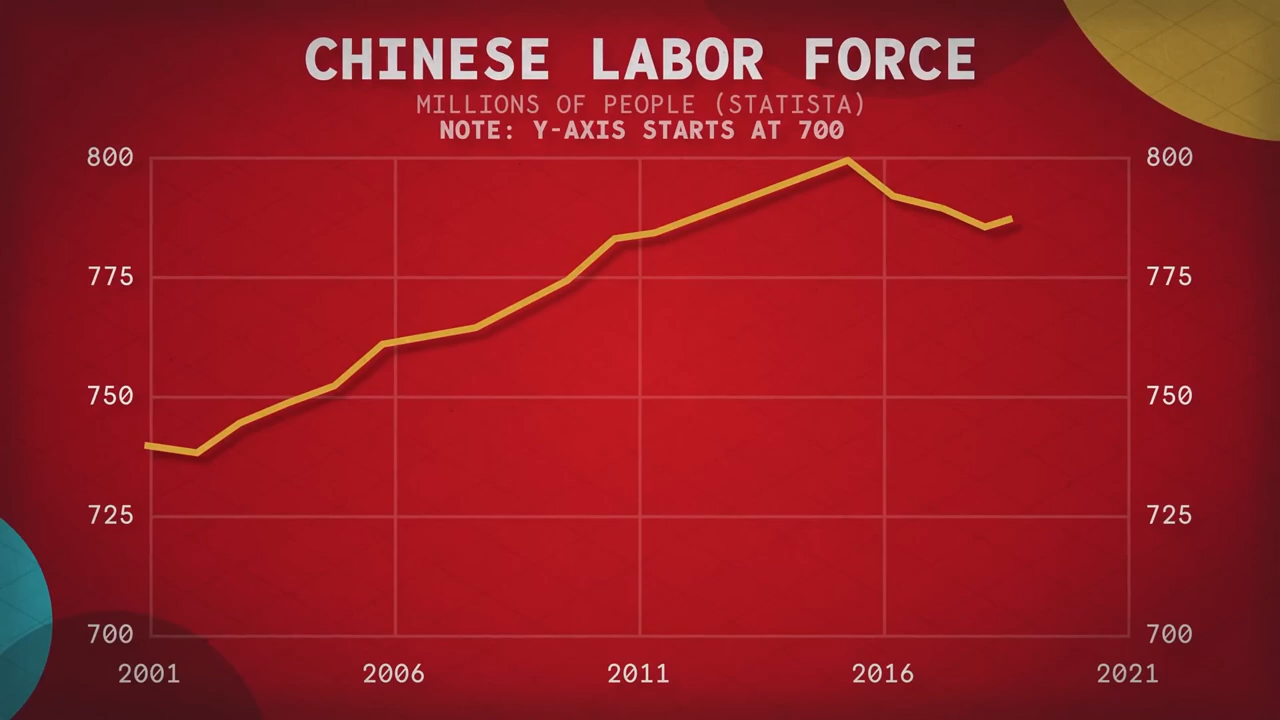 CHINESE LABOR FORCE
MILLIONS OF PEOPLE (STATISTA)
NOTE: Y-AXIS STARTS AT 700
800 800
775 775
750 750
725 725
700 700
2001 2006 2011 2016 2021